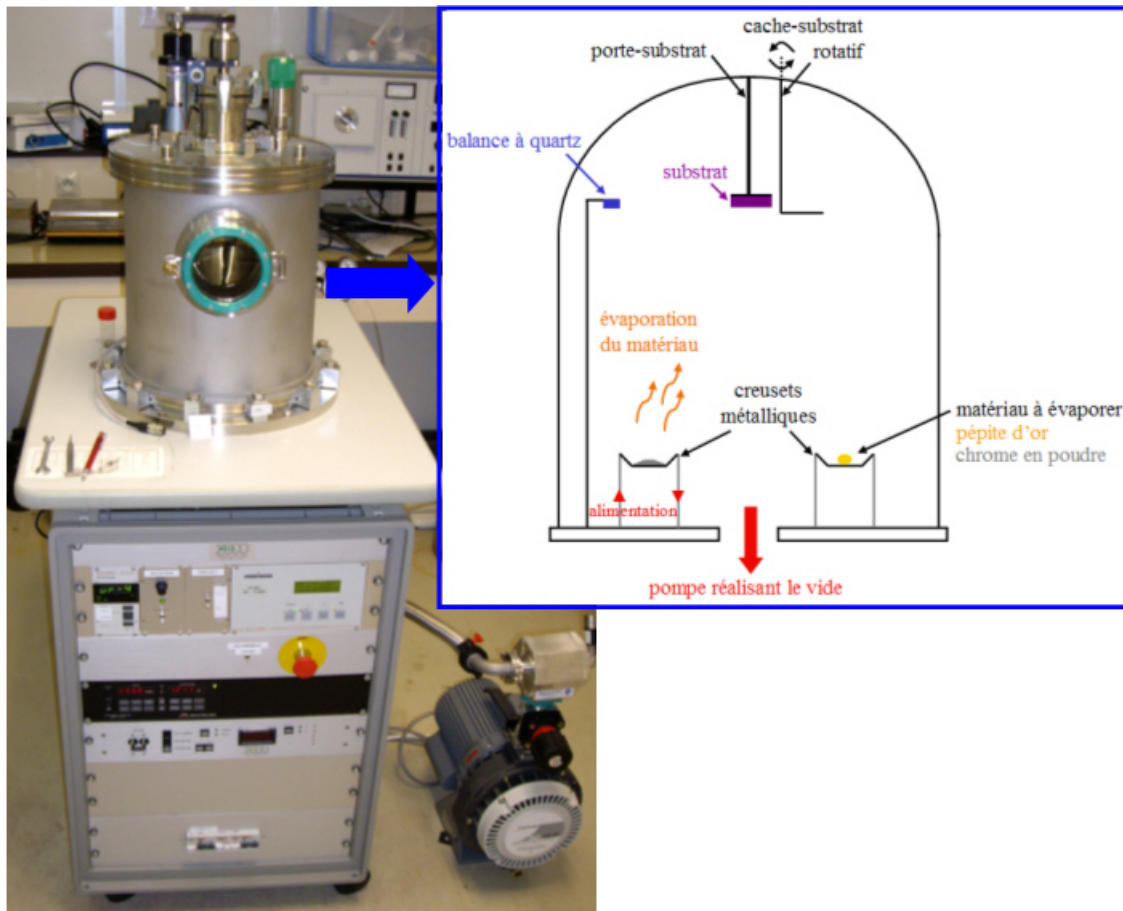 cache-substrat
porte-substrat
rotatif
balance à quartz
substrat
évaporation
du matériau
creusets
métalliques
matériau à évaporer
pépite d'or
chrome en poudre
alimentation
pompe réalisant le vide